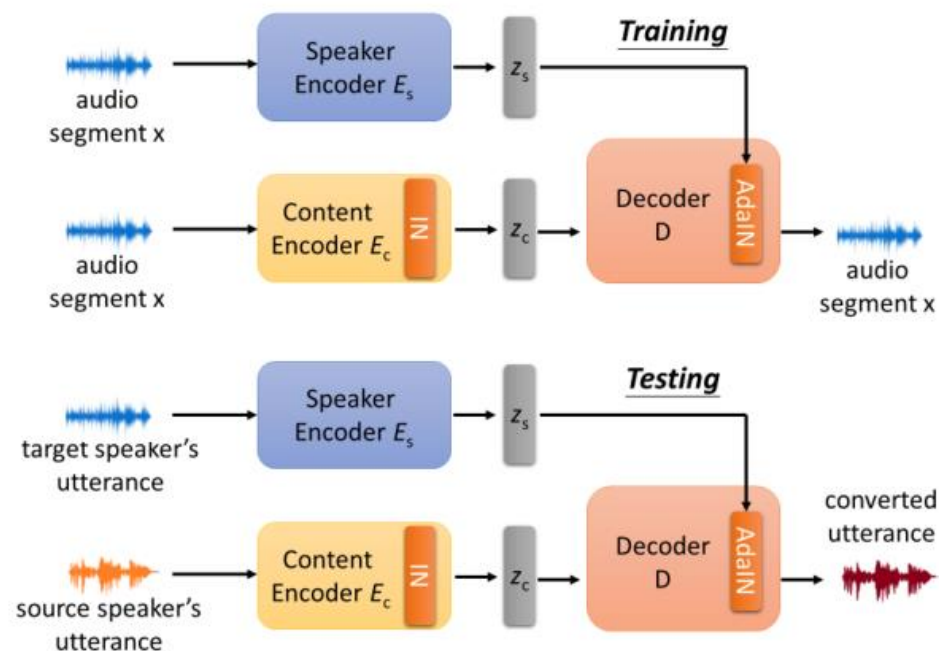 Training
audio
segment x
Speaker
Encoder Es
zs
audio
segment x
Content
Encoder Ec
IN
zc
Decoder
D
AdaIN
audio
segment x
Testing
target speaker's
utterance
Speaker
Encoder Es
zs
source speaker's
utterance
Content
Encoder Ec
IN
zc
Decoder
D
AdaIN
converted
utterance